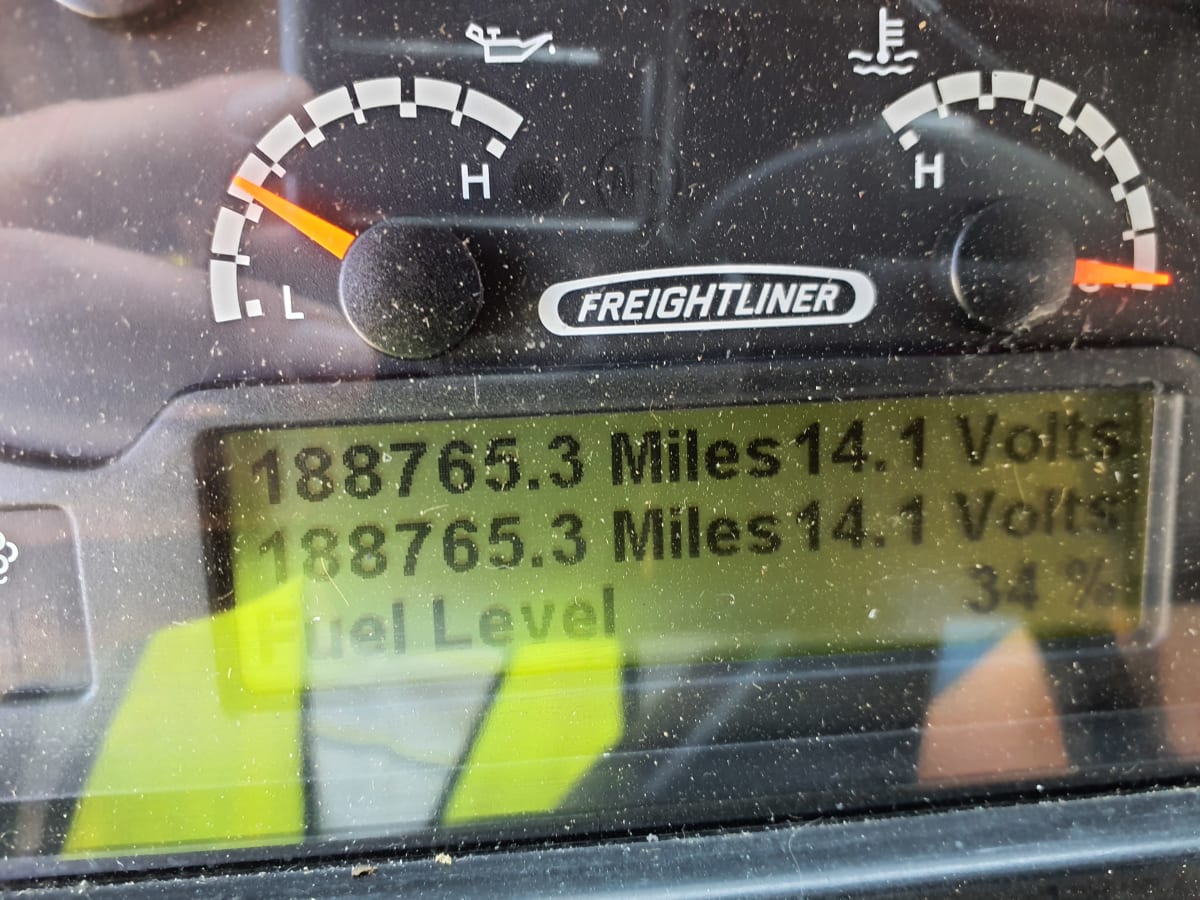 H
H
L
FREIGHTLINER
188765.3 Miles 14.1 Volts
188765.3 Miles 14.1 Volts
Fuel Level 34 %